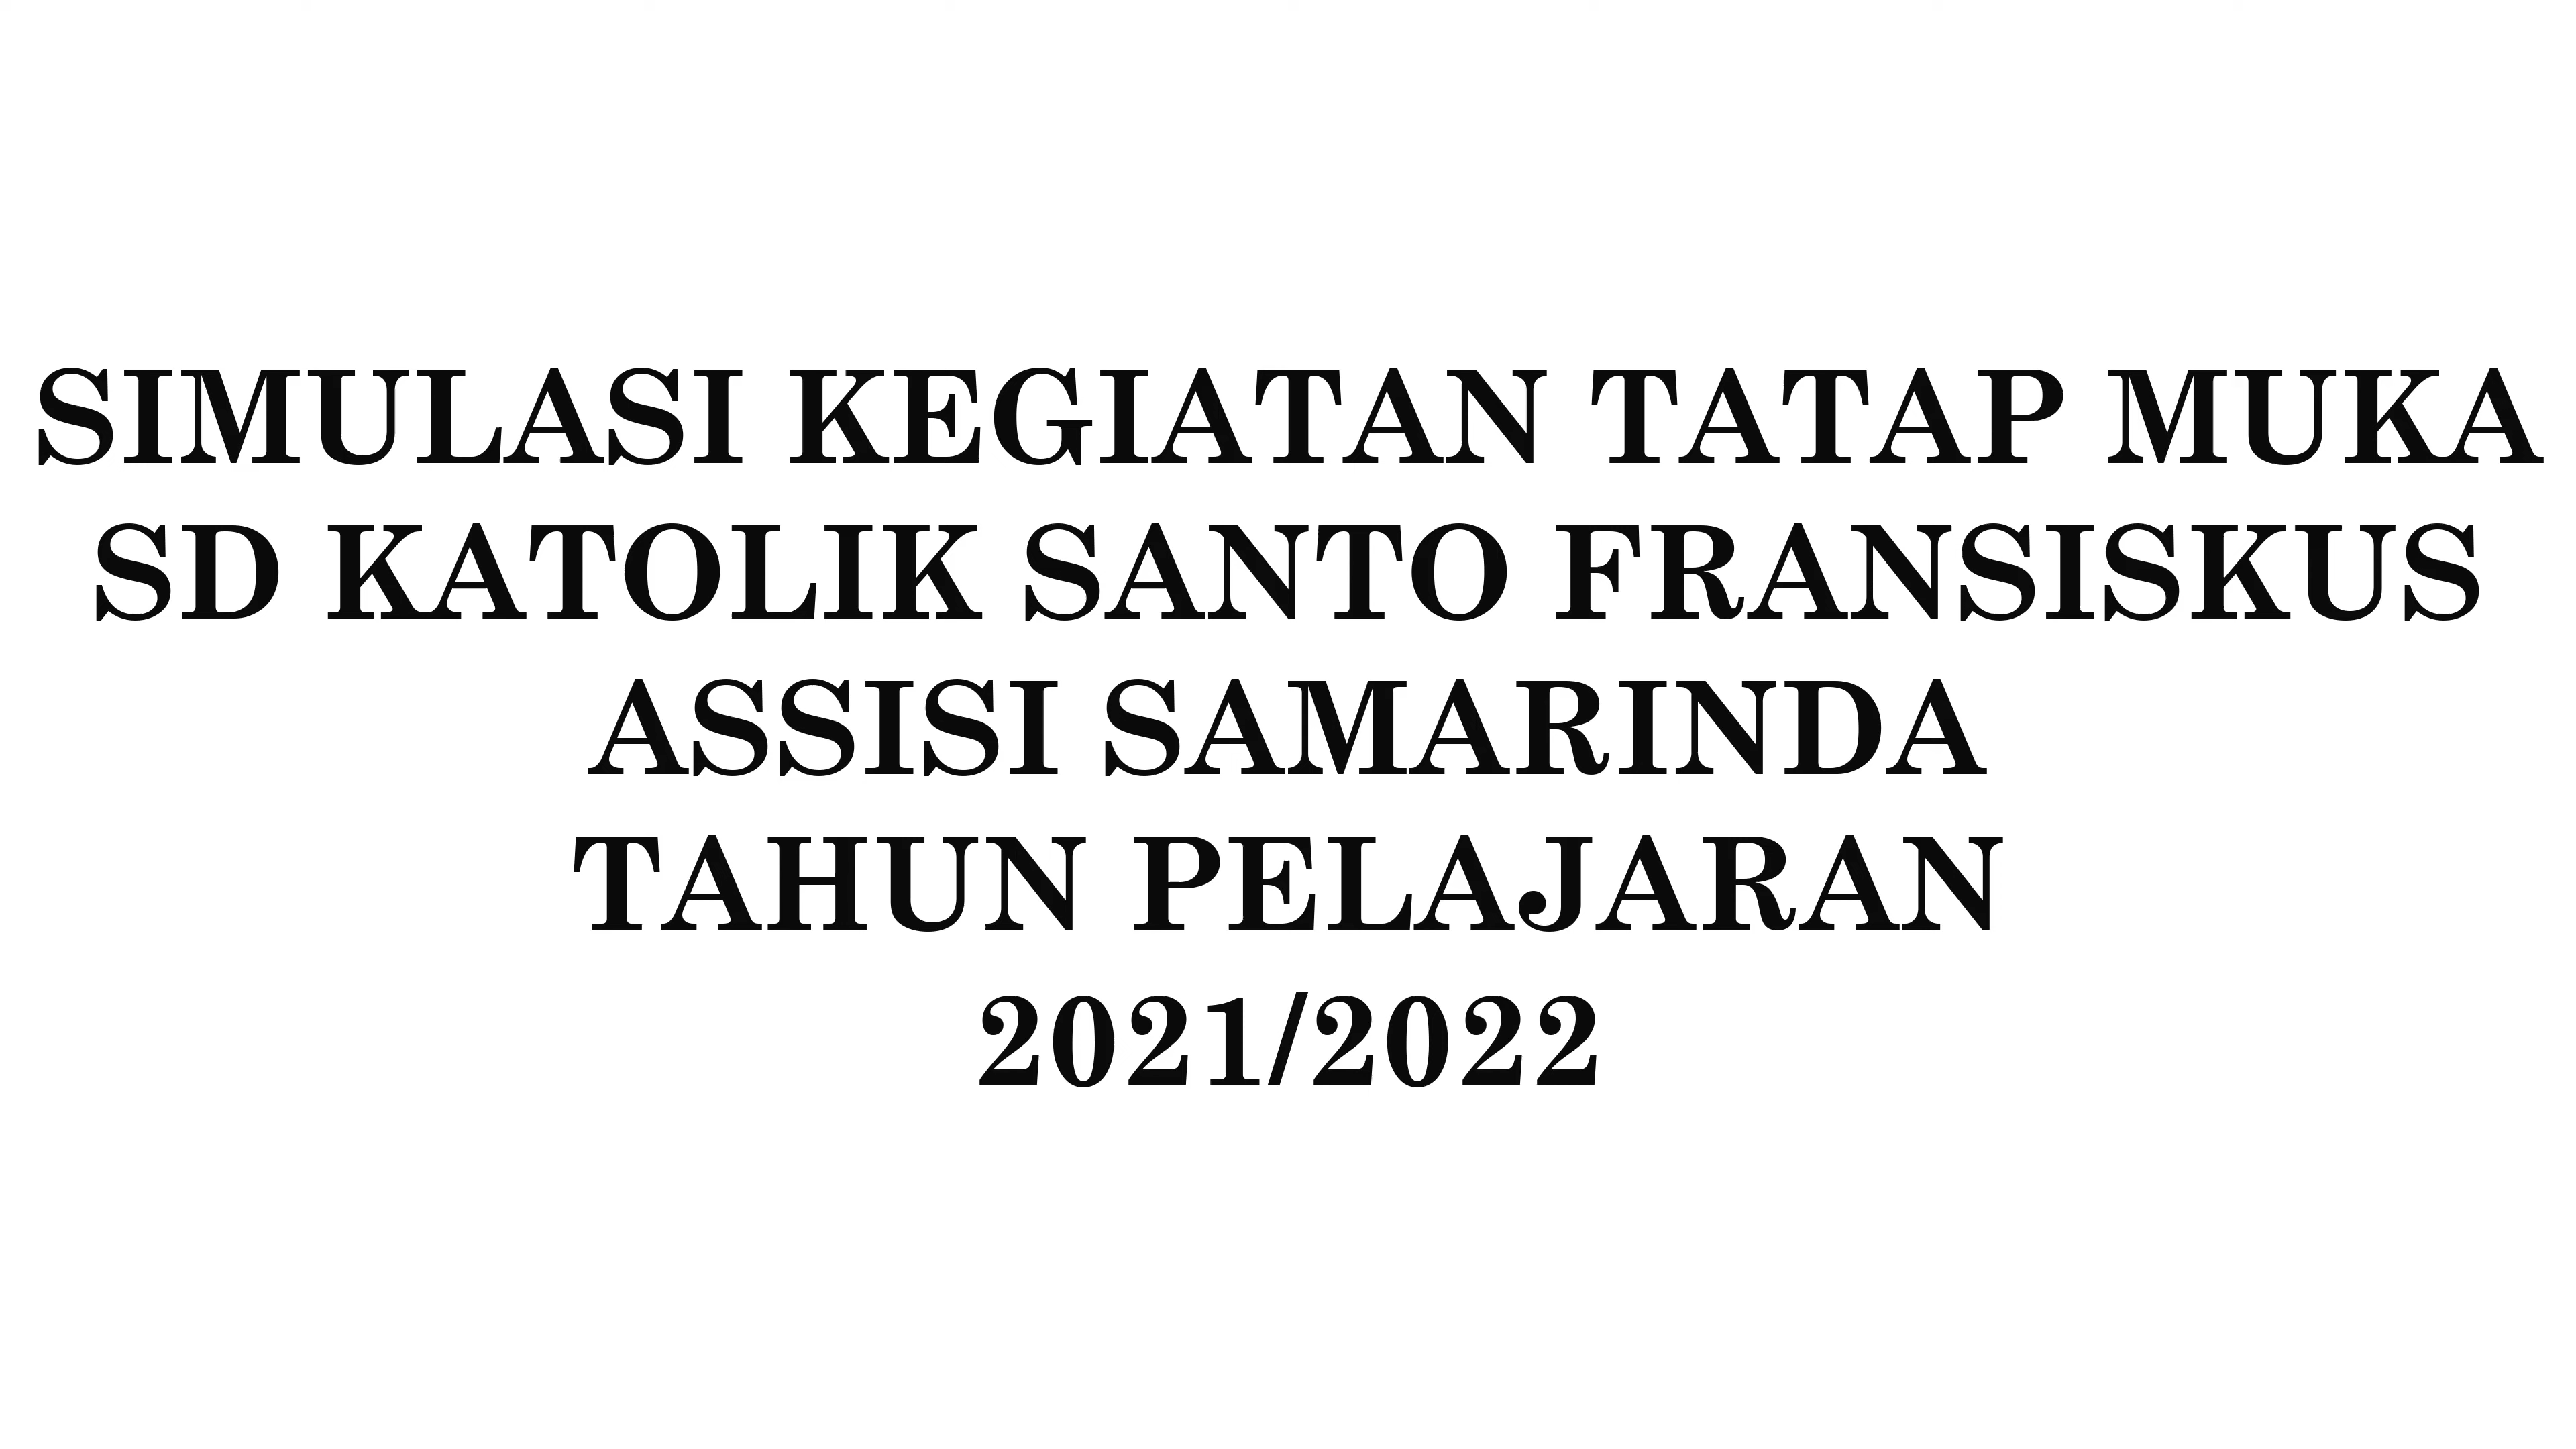 SIMULASI KEGIATAN TATAP MUKA
SD KATOLIK SANTO FRANSISKUS
ASSISI SAMARINDA
TAHUN PELAJARAN
2021/2022